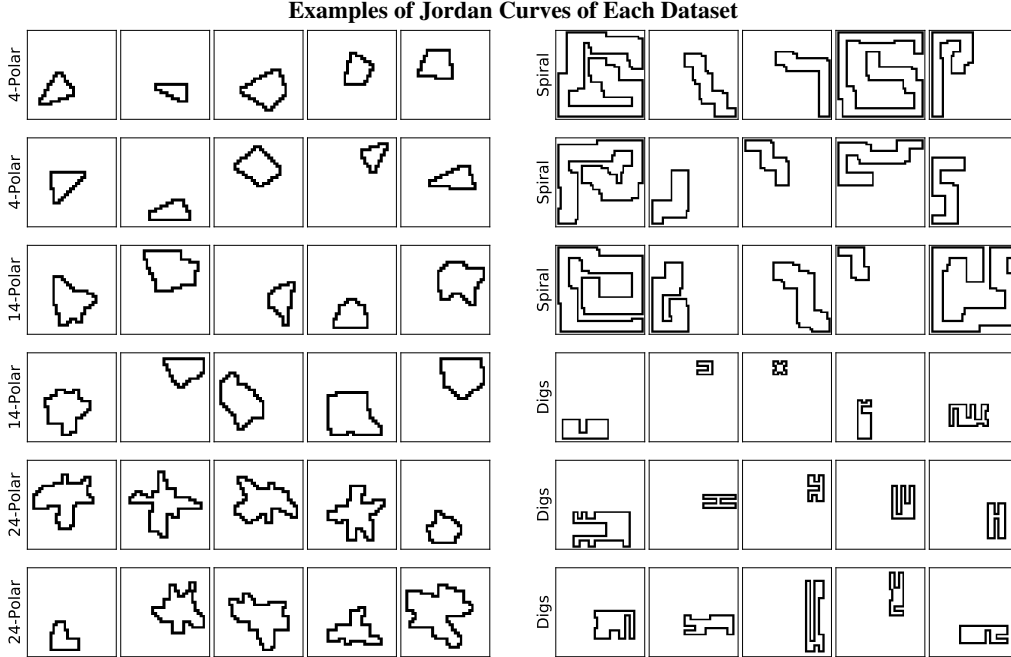 Examples of Jordan Curves of Each Dataset
4-Polar
Spiral
4-Polar
Spiral
14-Polar
Spiral
14-Polar
Digs
24-Polar
Digs
24-Polar
Digs